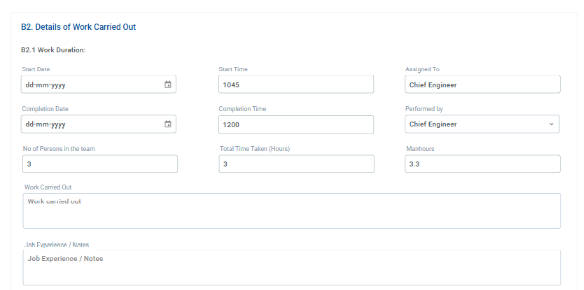 B2. Details of Work Carried Out
B2.1 Work Duration:
Start Date
Start Time
Assigned To
dd-mm-yyyy
1045
Chief Engineer
Completion Date
Completion Time
Performed by
dd-mm-yyyy
1200
Chief Engineer
No of Persons in the team
Total Time Taken (Hours)
Manhours
3
3
3.3
Work Carried Out
Work carried out
Job Experience / Notes
Job Experience / Notes